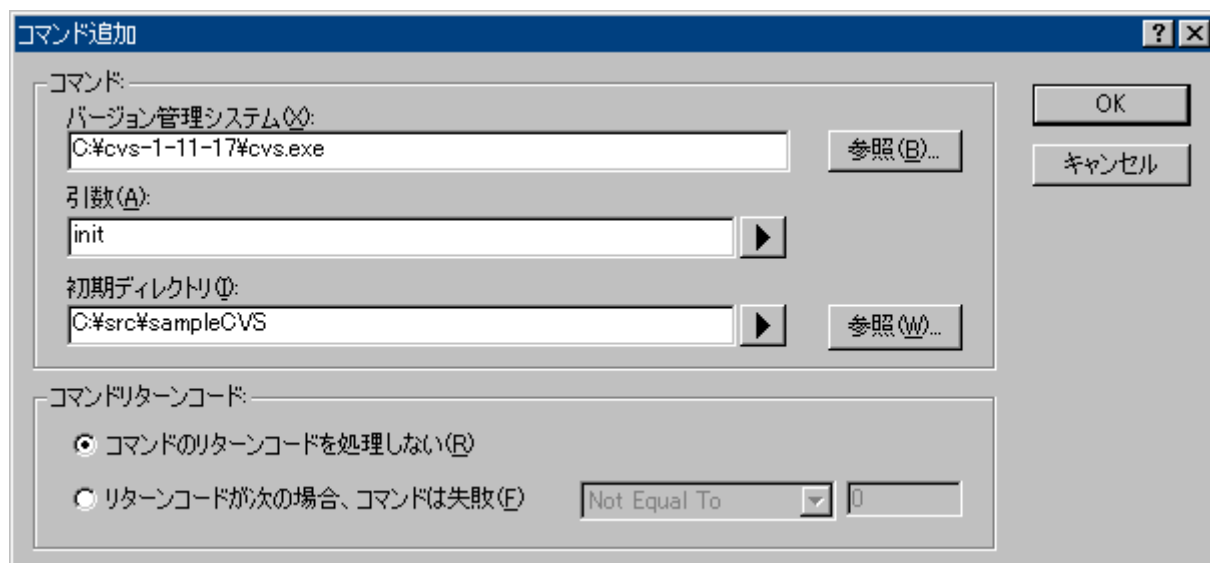 コマンド追加
コマンド:
バージョン管理システム(X):
C:¥cvs-1-11-17¥cvs.exe
参照(B)...
OK
キャンセル
引数(A):
init
初期ディレクトリ(I):
C:¥src¥sampleCVS
参照(W)...
コマンドリターンコード:
コマンドのリターンコードを処理しない(R)
リターンコードが次の場合、コマンドは失敗(F)
Not Equal To
0